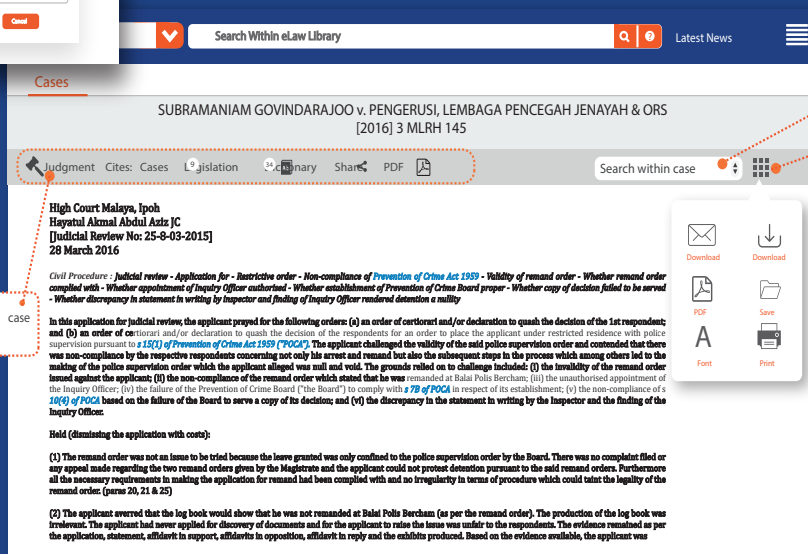 Cancel
Search Within eLaw Library
Latest News
Cases
SUBRAMANIAM GOVINDARAJOO v. PENGERUSI, LEMBAGA PENCEGAH JENAYAH & ORS
[2016] 3 MLRH 145
Judgment Cites: Cases 9 Legislation 34 Dictionary Share PDF
Search within case
High Court Malaya, Ipoh
Hayatul Akmal Abdul Aziz JC
[Judicial Review No: 25-8-03-2015]
28 March 2016
Download Download
PDF Save
A
Font Print
case
Civil Procedure : Judicial review - Application for - Restrictive order - Non-compliance of Prevention of Crime Act 1959 - Validity of remand order - Whether remand order
complied with - Whether appointment of Inquiry Officer authorised - Whether establishment of Prevention of Crime Board proper - Whether copy of decision failed to be served
- Whether discrepancy in statement in writing by inspector and finding of Inquiry Officer rendered detention a nullity
In this application for judicial review, the applicant prayed for the following orders: (a) an order of certiorari and/or declaration to quash the decision of the 1st respondent;
and (b) an order of certiorari and/or declaration to quash the decision of the respondents for an order to place the applicant under restricted residence with police
supervision pursuant to s 15(1) of Prevention of Crime Act 1959 ("POCA"). The applicant challenged the validity of the said police supervision order and contended that there
was non-compliance by the respective respondents concerning not only his arrest and remand but also the subsequent steps in the process which among others led to the
making of the police supervision order which the applicant alleged was null and void. The grounds relied on to challenge included: (i) the invalidity of the remand order
issued against the applicant; (ii) the non-compliance of the remand order which stated that he was remanded at Balai Polis Bercham; (iii) the unauthorised appointment of
the Inquiry Officer; (iv) the failure of the Prevention of Crime Board ("the Board") to comply with s 7B of POCA in respect of its establishment; (v) the non-compliance of s
10(4) of POCA based on the failure of the Board to serve a copy of its decision; and (vi) the discrepancy in the statement in writing by the Inspector and the finding of the
Inquiry Officer.
Held (dismissing the application with costs):
(1) The remand order was not an issue to be tried because the leave granted was only confined to the police supervision order by the Board. There was no complaint filed or
any appeal made regarding the two remand orders given by the Magistrate and the applicant could not protest detention pursuant to the said remand orders. Furthermore
all the necessary requirements in making the application for remand had been complied with and no irregularity in terms of procedure which could taint the legality of the
remand order. (paras 20, 21 & 25)
(2) The applicant averred that the log book would show that he was not remanded at Balai Polis Bercham (as per the remand order). The production of the log book was
irrelevant. The applicant had never applied for discovery of documents and for the applicant to raise the issue was unfair to the respondents. The evidence remained as per
the application, statement, affidavit in support, affidavits in opposition, affidavit in reply and the exhibits produced. Based on the evidence available, the applicant was